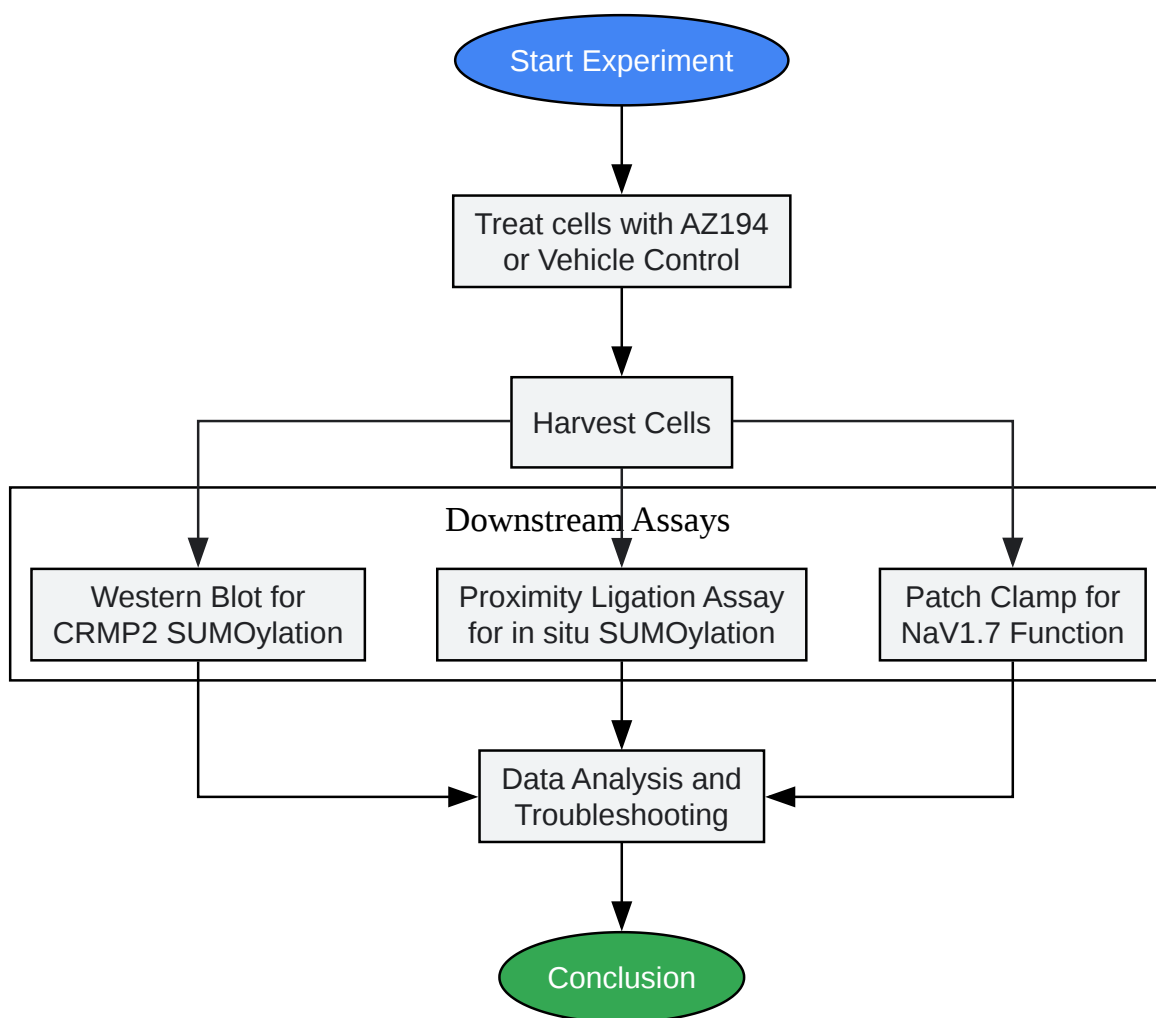 Start Experiment
Treat cells with AZ194
or Vehicle Control
Harvest Cells
Downstream Assays
Western Blot for
CRMP2 SUMOylation
Proximity Ligation Assay
for in situ SUMOylation
Patch Clamp for
NaV1.7 Function
Data Analysis and
Troubleshooting
Conclusion